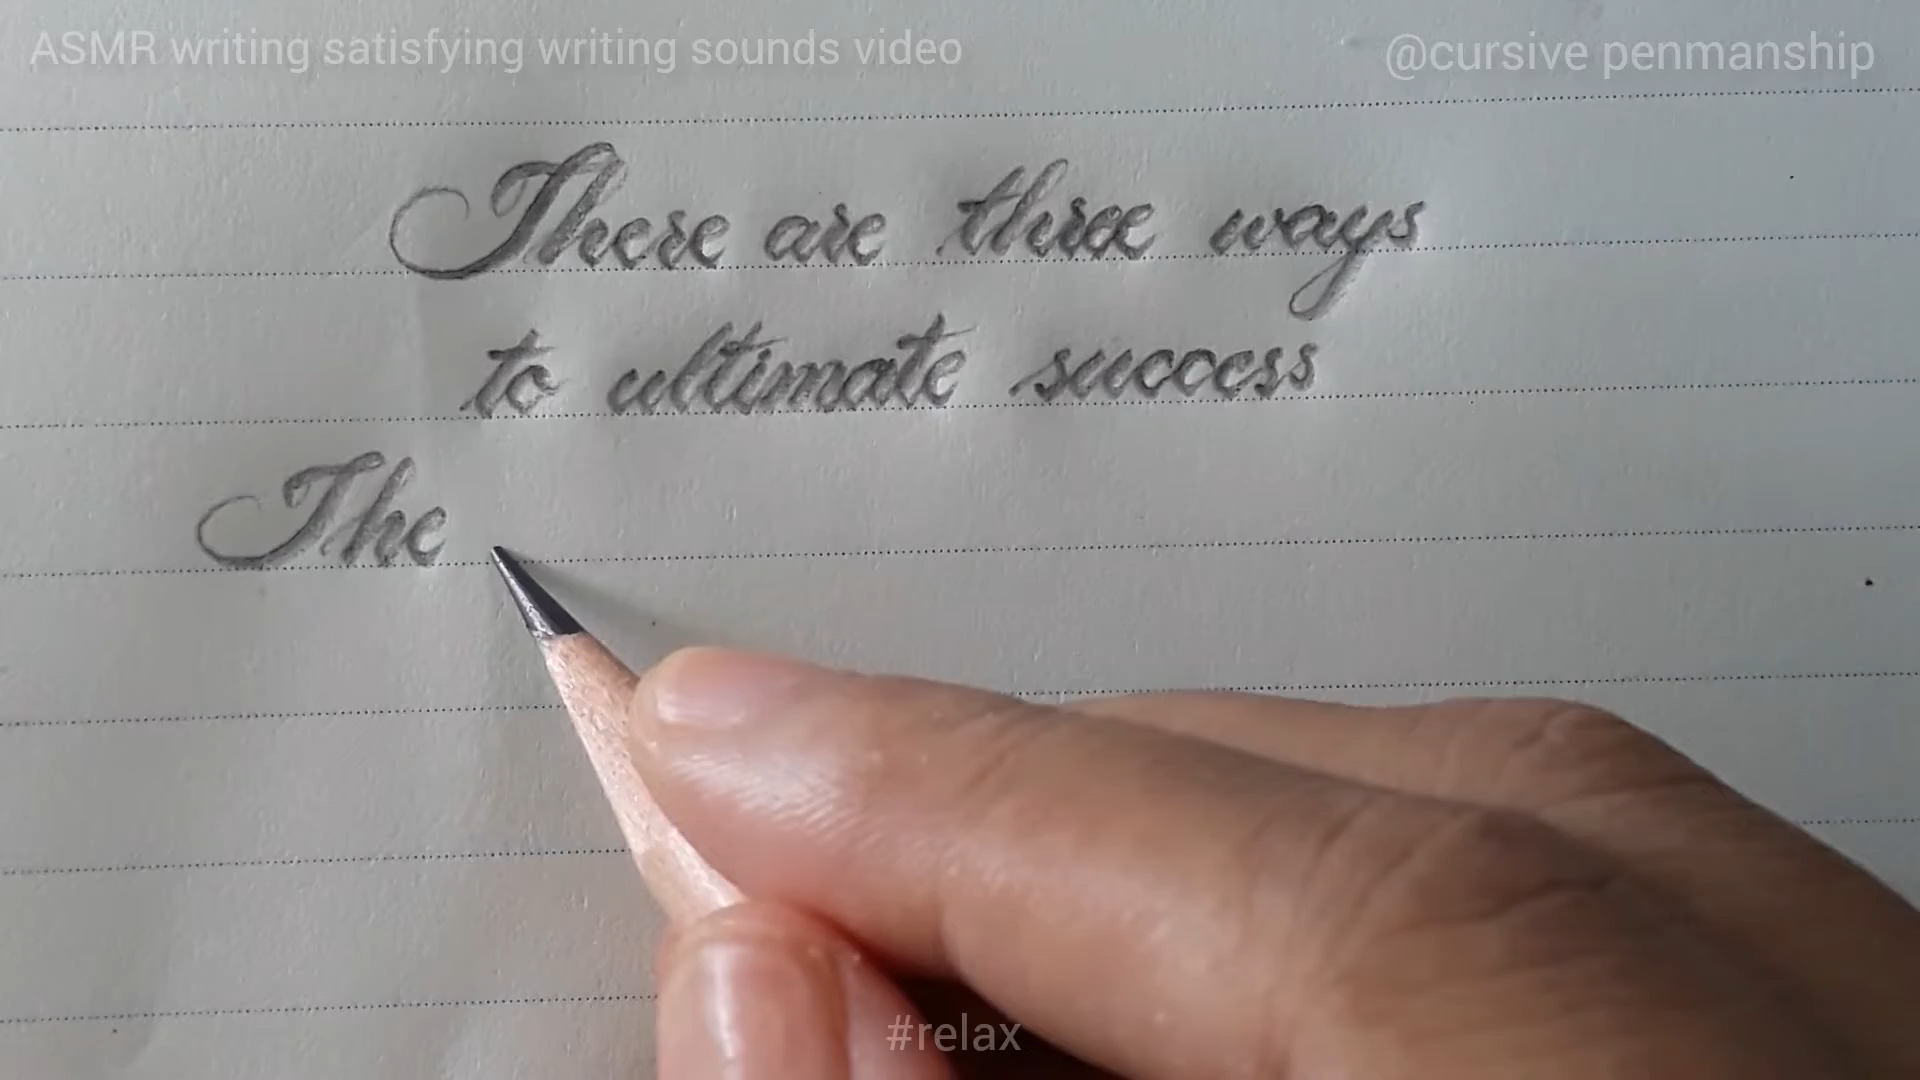 ASMR writing satisfying writing sounds video
@cursive penmanship
There are three ways
to ultimate success
The
#relax